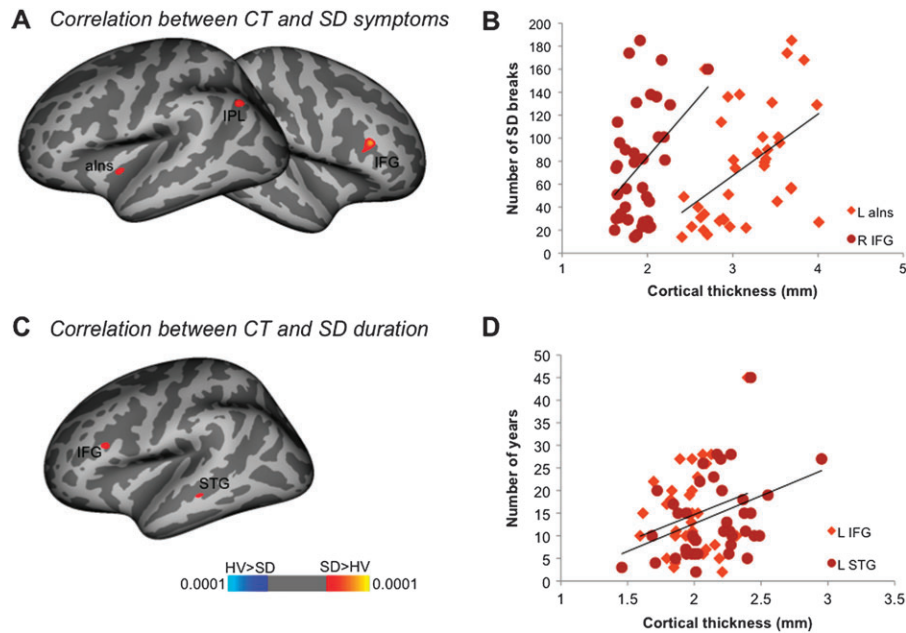 A Correlation between CT and SD symptoms
aIns
IPL
IFG
B
Number of SD breaks
200
180
160
140
120
100
80
60
40
20
0
1 2 3 4 5
Cortical thickness (mm)
L aIns
R IFG
C Correlation between CT and SD duration
IFG
STG
HV>SD SD>HV
0.0001 0.0001
D
Number of years
50
45
40
35
30
25
20
15
10
5
0
1 1.5 2 2.5 3 3.5
Cortical thickness (mm)
L IFG
L STG